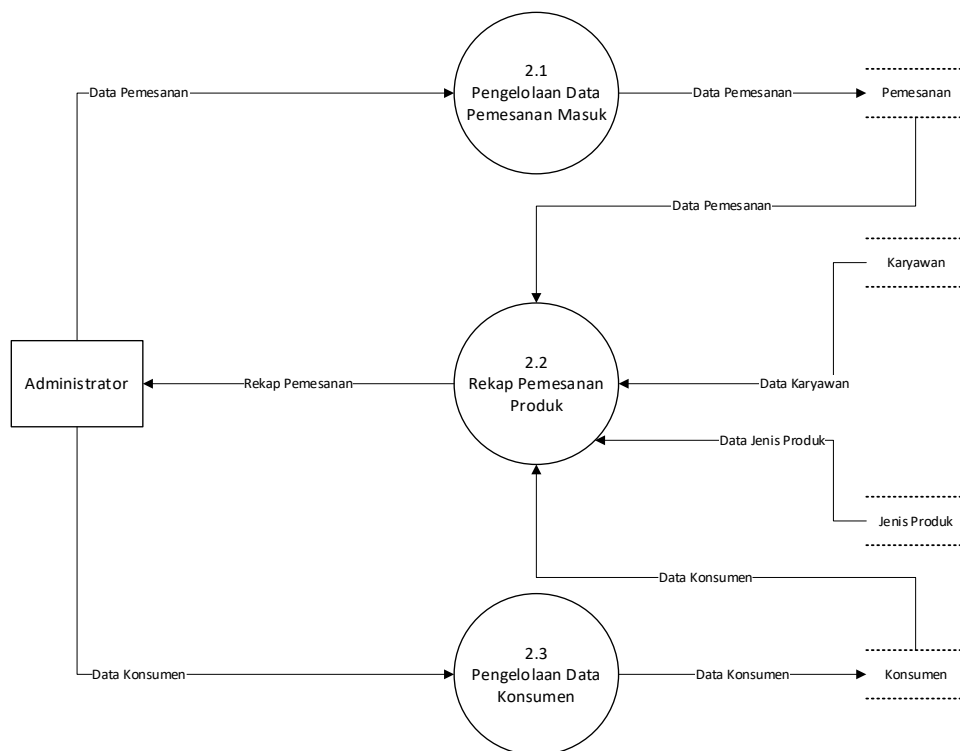 2.1
Pengelolaan Data
Pemesanan Masuk
Data Pemesanan
Data Pemesanan
Pemesanan
Data Pemesanan
Karyawan
2.2
Rekap Pemesanan
Produk
Administrator
Rekap Pemesanan
Data Karyawan
Data Jenis Produk
Jenis Produk
Data Konsumen
2.3
Pengelolaan Data
Konsumen
Data Konsumen
Data Konsumen
Konsumen